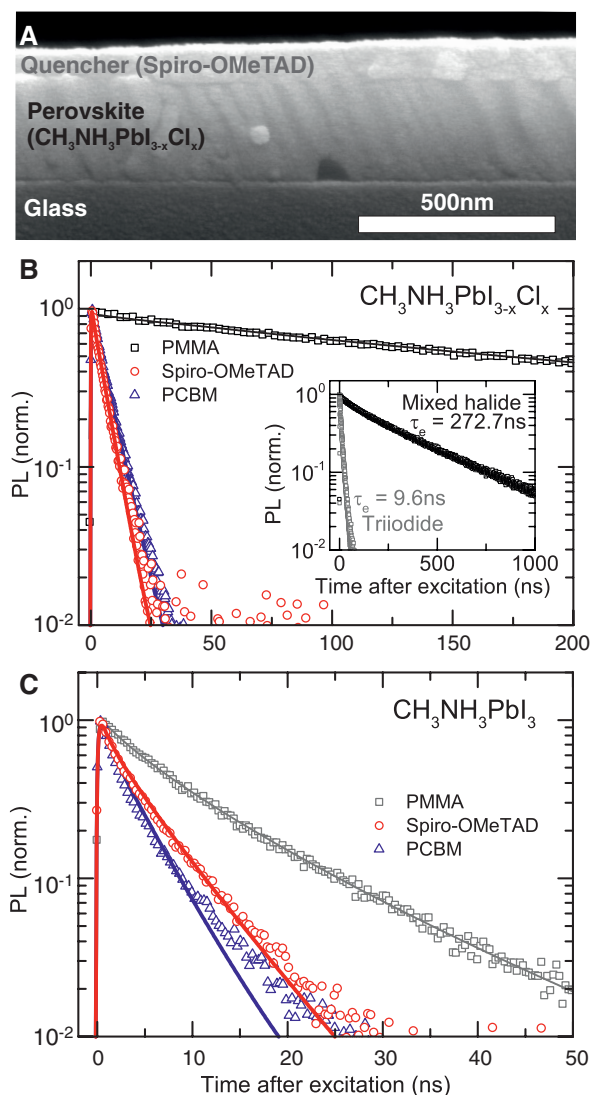 A
Quencher (Spiro-OMeTAD)
Perovskite
(CH₃NH₃PbI₃₋ₓClₓ)
Glass
500nm
B
CH₃NH₃PbI₃₋ₓClₓ
PMMA
Spiro-OMeTAD
PCBM
PL (norm.)
10⁰
10⁻¹
10⁻²
0 50 100 150 200
Mixed halide
τₑ = 272.7ns
τₑ = 9.6ns
Triiodide
PL (norm.)
10⁰
10⁻¹
10⁻²
0 500 1000
Time after excitation (ns)
C
CH₃NH₃PbI₃
PMMA
Spiro-OMeTAD
PCBM
PL (norm.)
10⁰
10⁻¹
10⁻²
0 10 20 30 40 50
Time after excitation (ns)